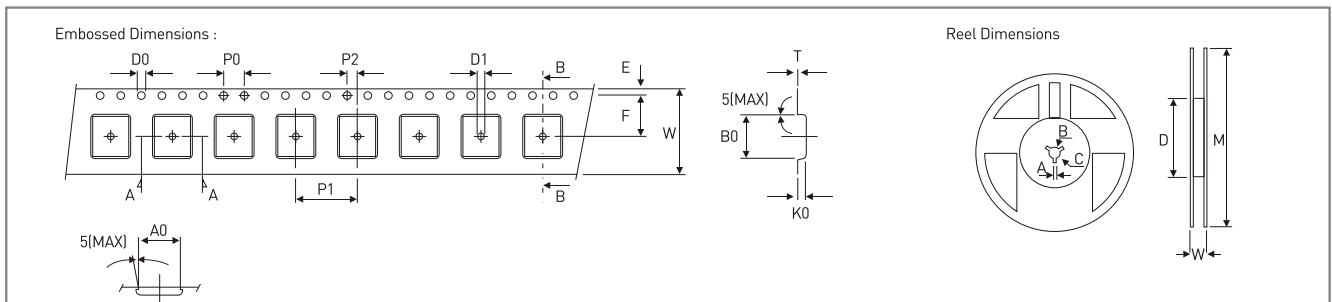 Embossed Dimensions :
Reel Dimensions
D0
P0
P2
D1
B
E
F
W
A
A
P1
B
T
5(MAX)
B0
K0
B
C
A
D
M
W
A0
5(MAX)